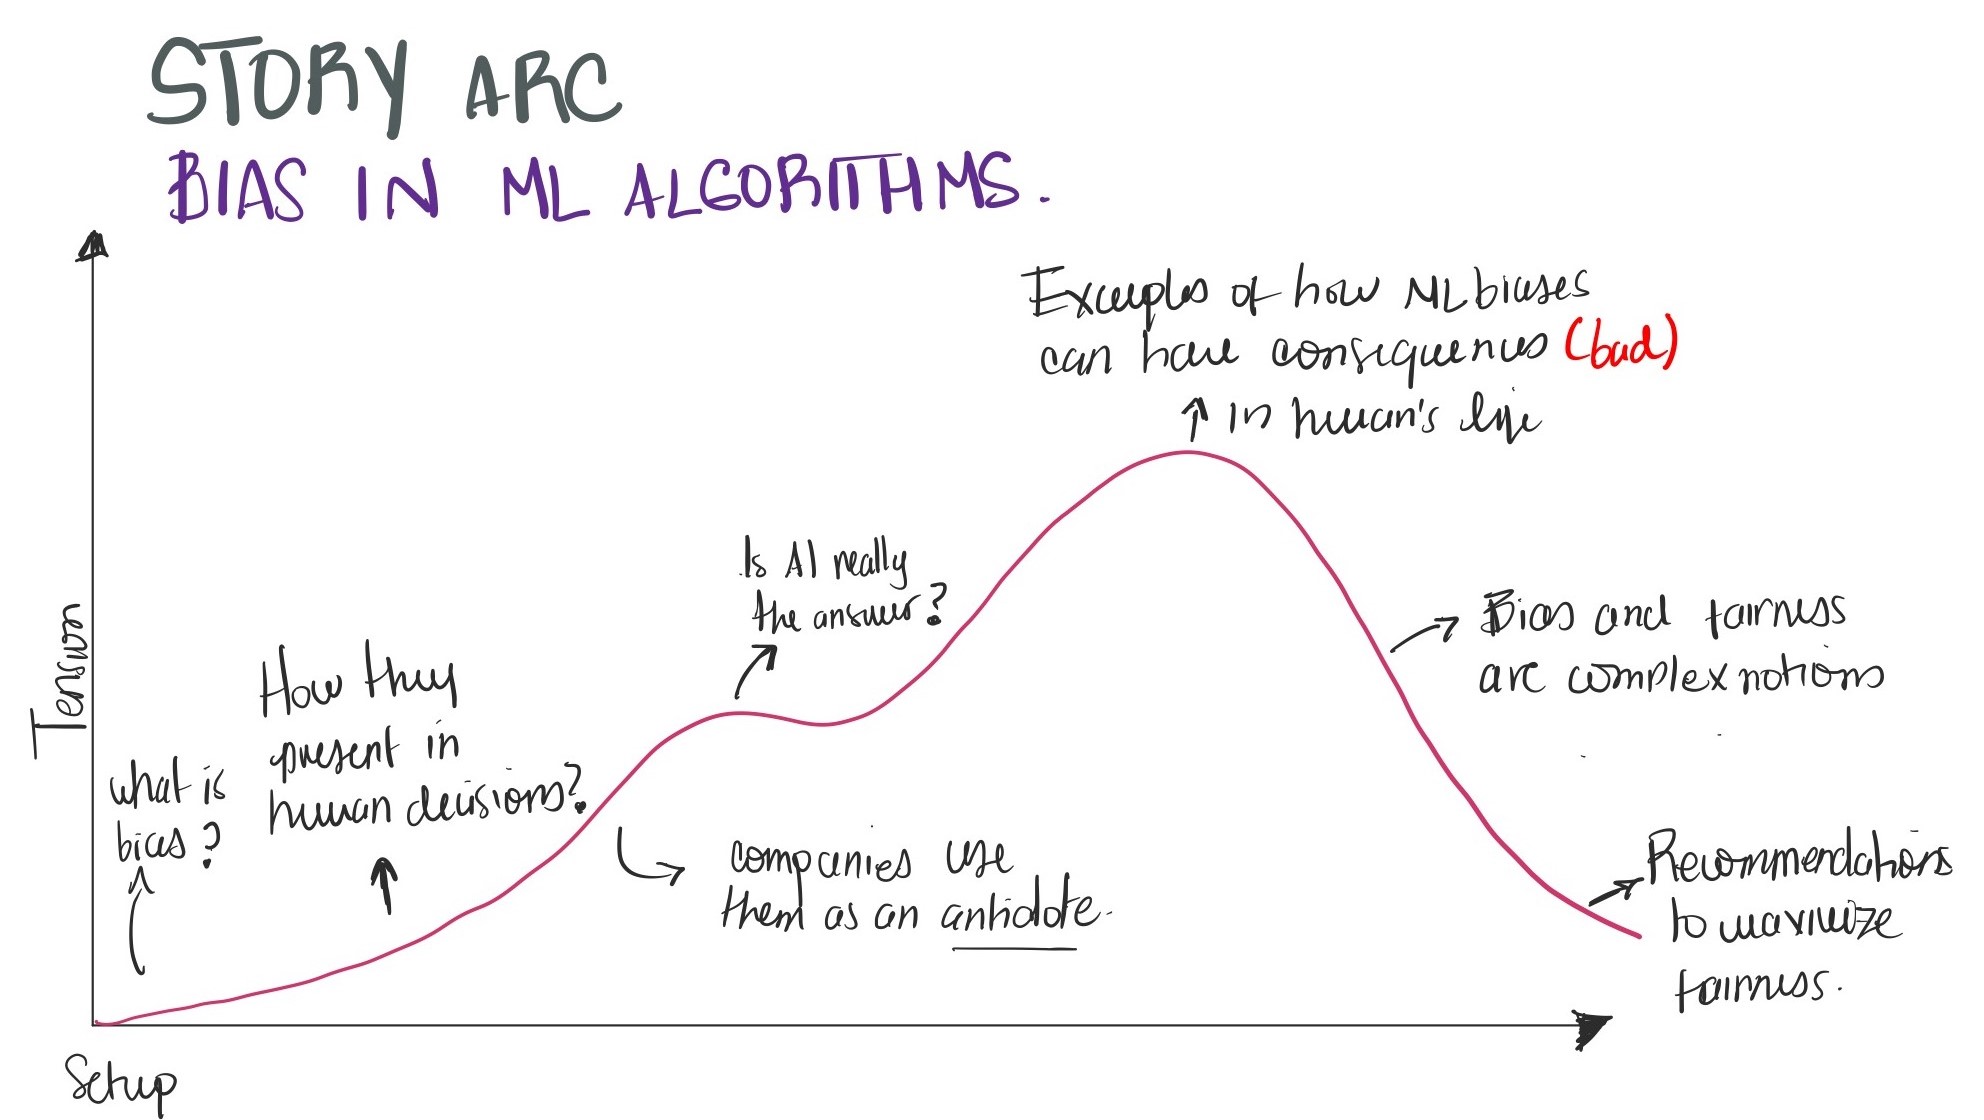 STORY ARC
BIAS IN ML ALGORITHMS.
Examples of how ML biases
can have consequences (bad)
in human's life
Is AI really
the answer?
Bias and fairness
are complex notions
Tension
How they
present in
human decisions?
what is
bias?
companies use
them as an antidote.
Recommendations
to maximize
fairness.
Setup